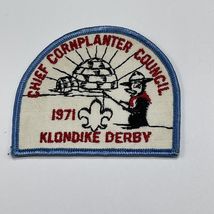 CHIEF CORNPLANTER COUNCIL
1971
KLONDIKE DERBY